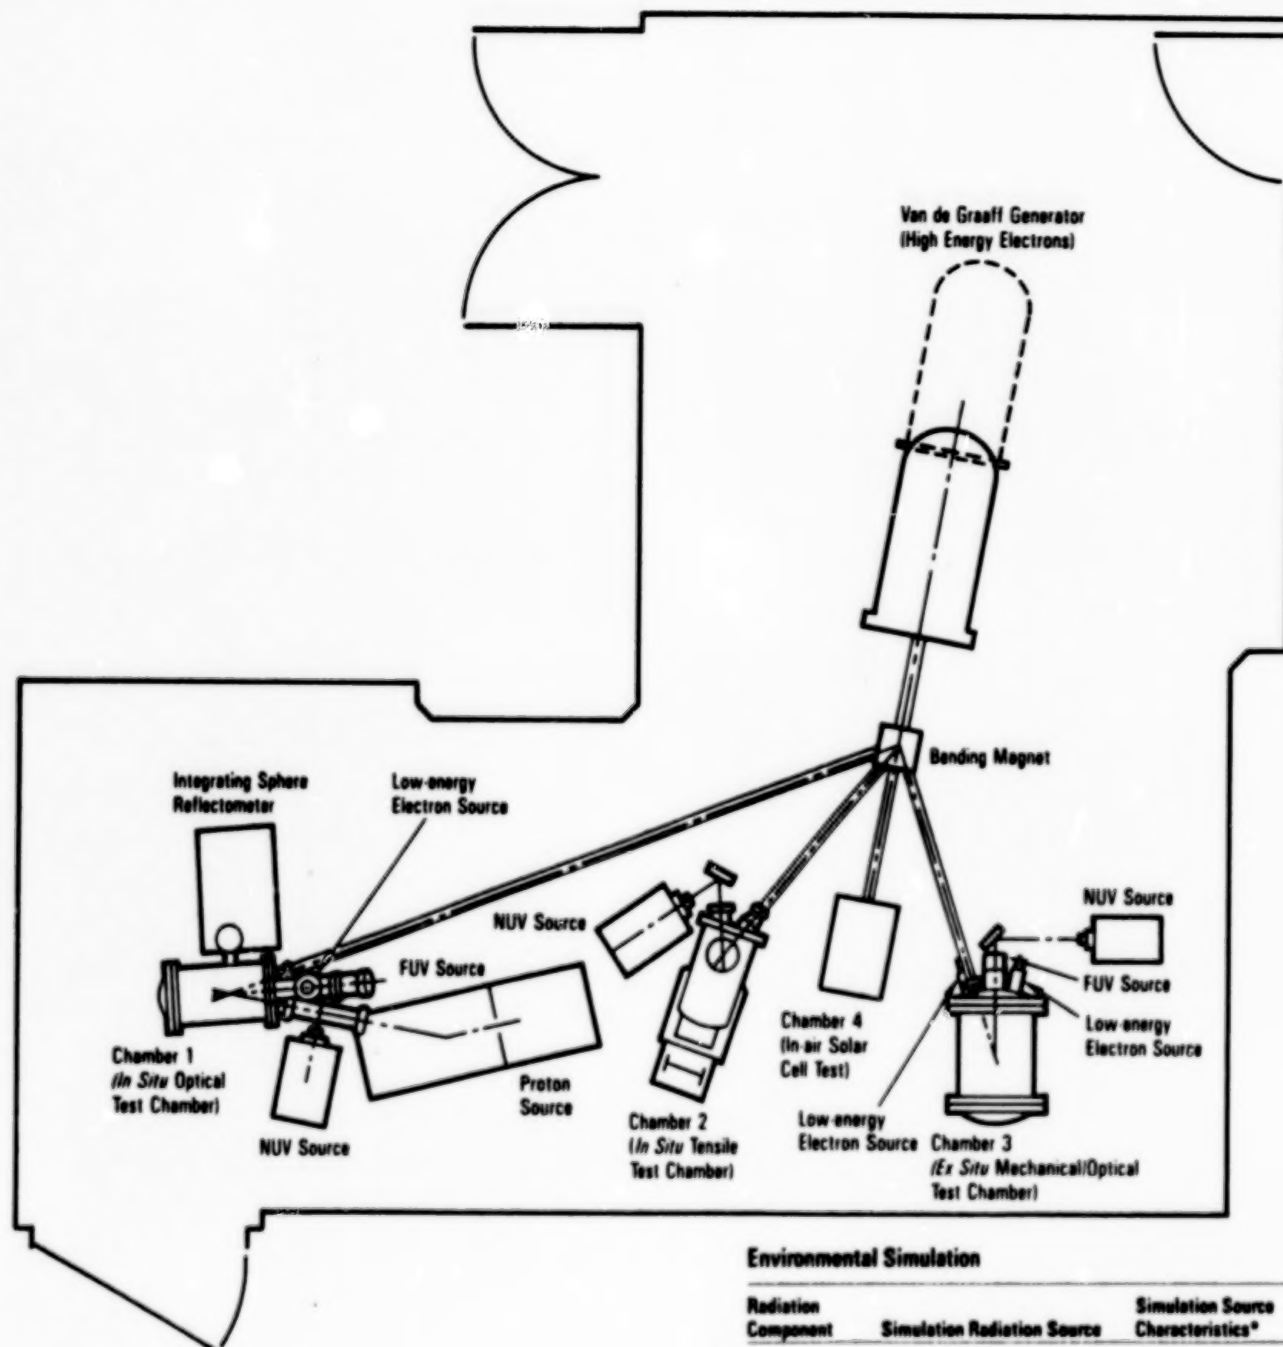 Van de Graaff Generator
(High Energy Electrons)
Bending Magnet
Integrating Sphere
Reflectometer
Low-energy
Electron Source
NUV Source
FUV Source
NUV Source
FUV Source
Low-energy
Electron Source
Chamber 1
(In Situ Optical
Test Chamber)
NUV Source
Proton
Source
Chamber 2
(In Situ Tensile
Test Chamber)
Chamber 4
(In-air Solar
Cell Test)
Low-energy
Electron Source
Chamber 3
(Ex Situ Mechanical/Optical
Test Chamber)
Environmental Simulation
Radiation
Component
Simulation Radiation Source
Simulation Source
Characteristics*